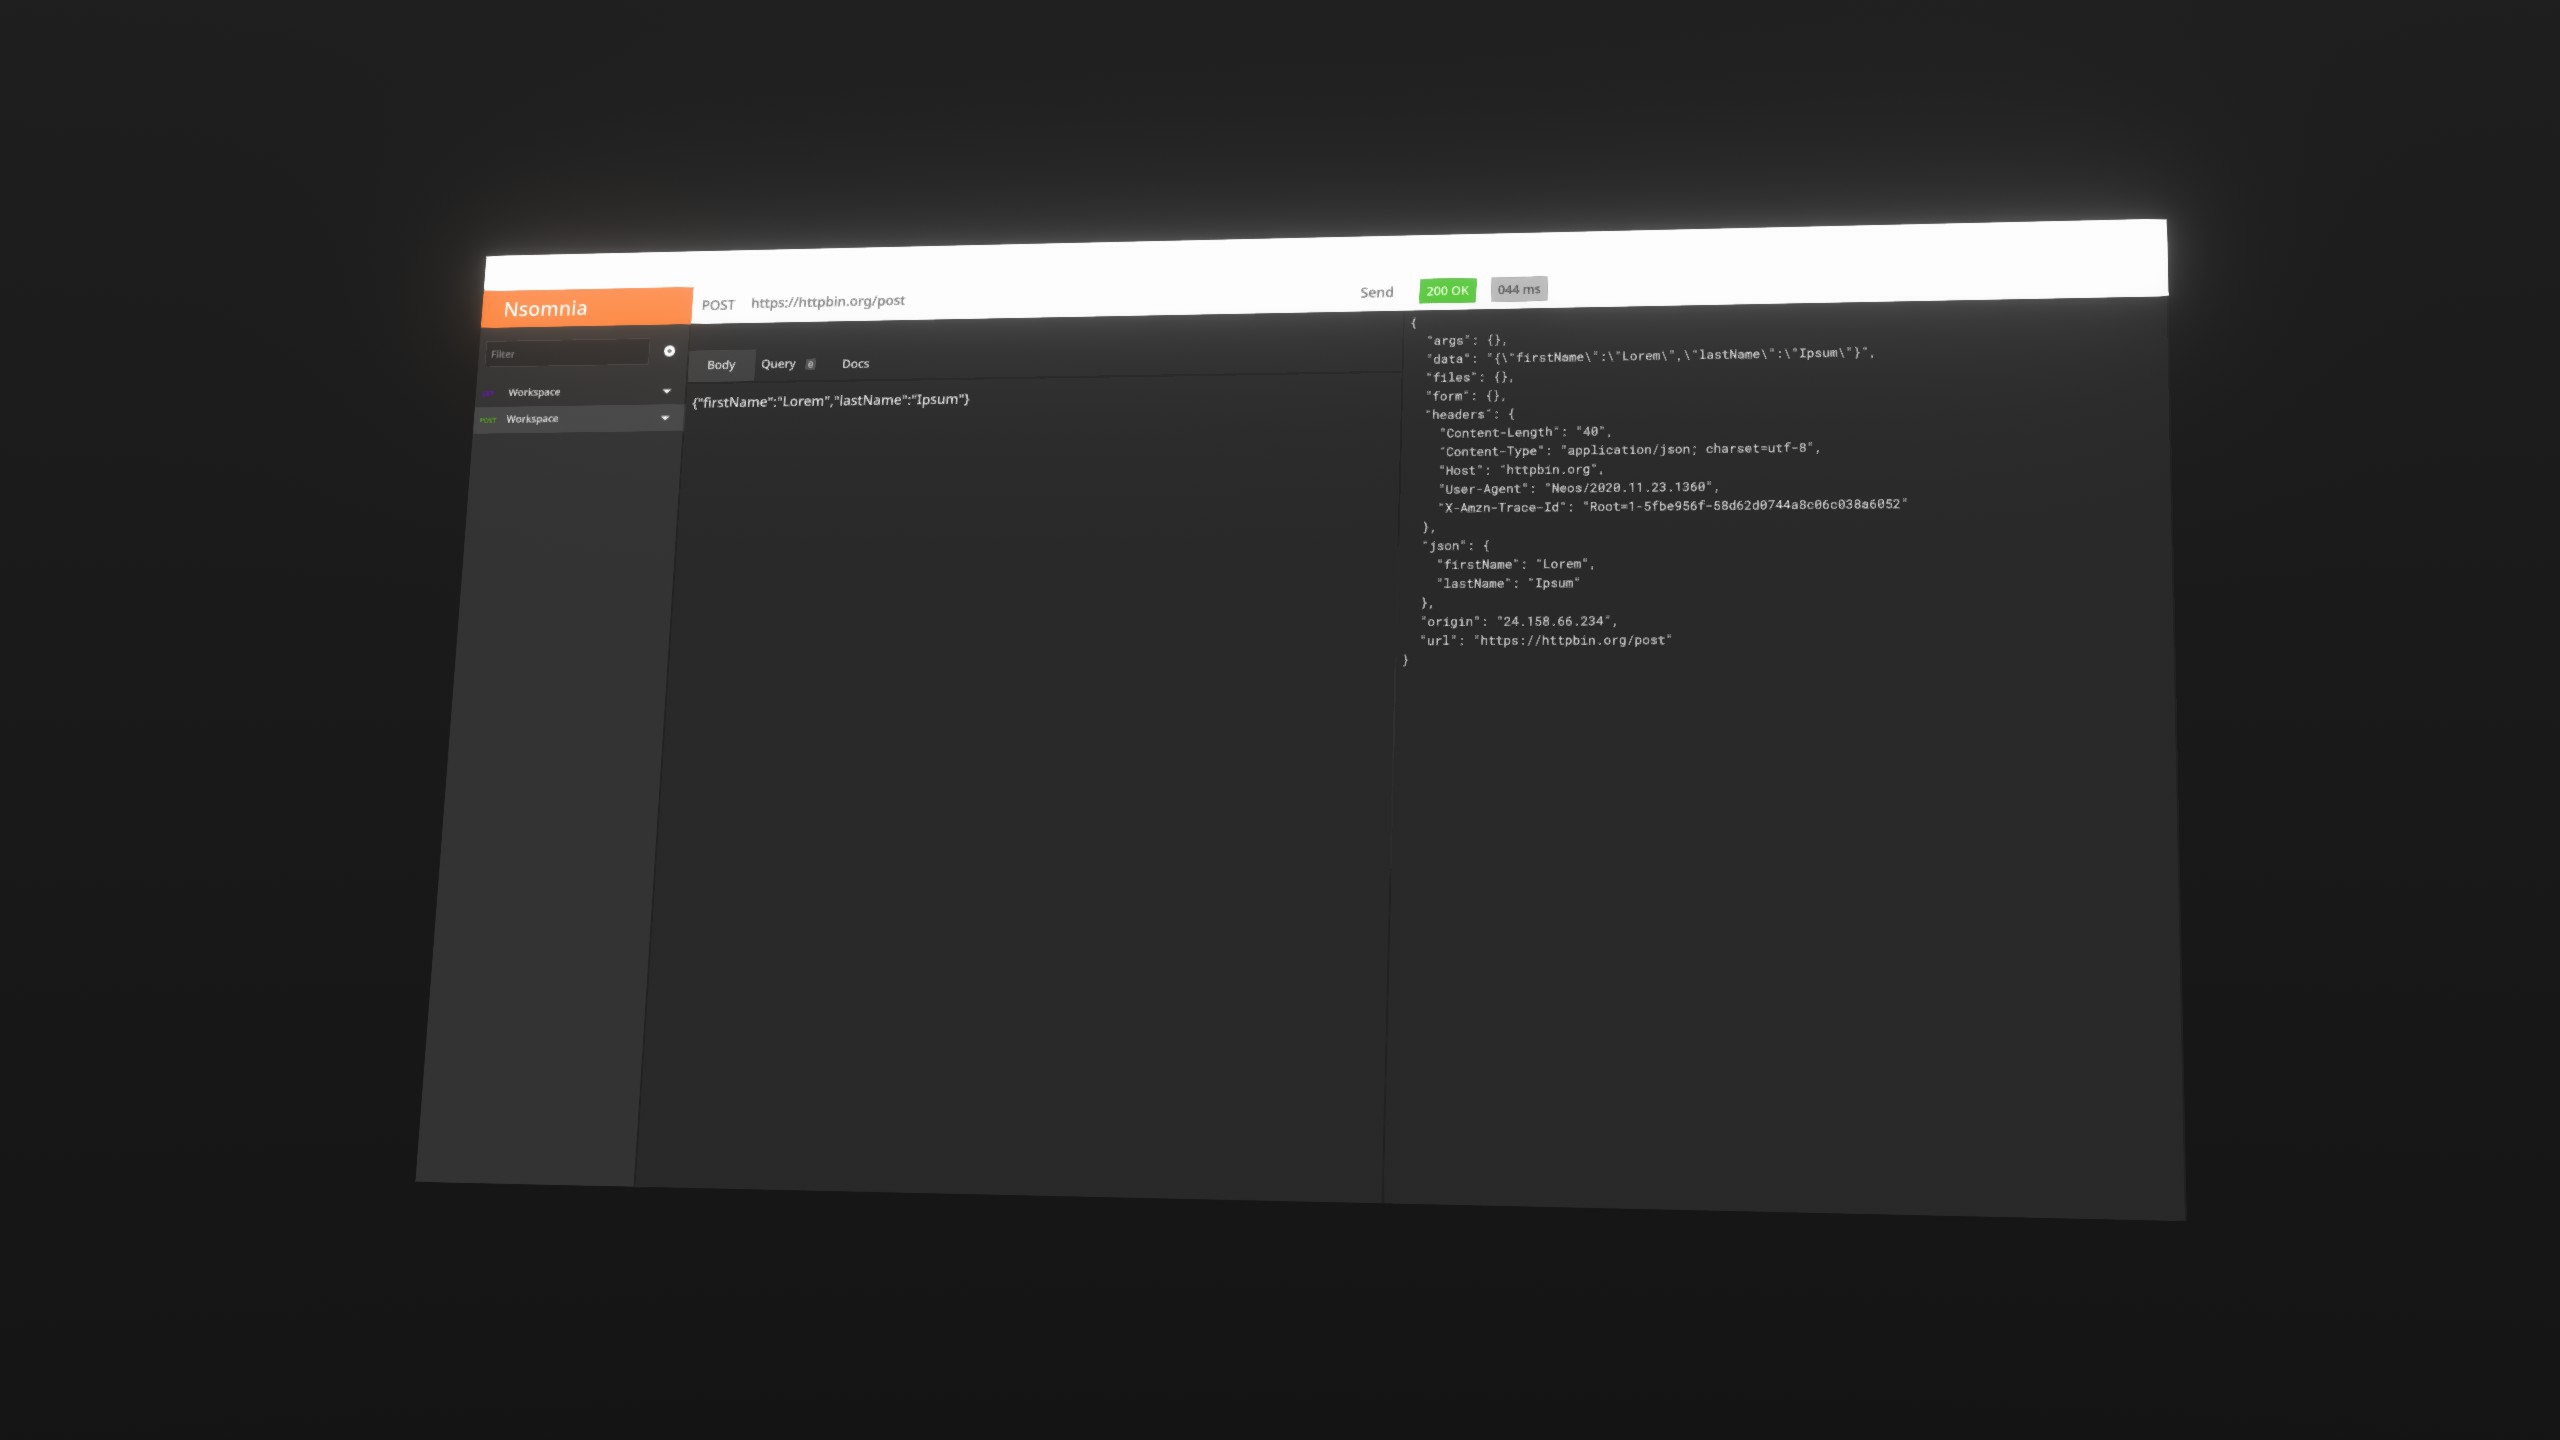 Nsomnia
POST https://httpbin.org/post
Send 200 OK 044 ms
Filter
Workspace
POST Workspace
Body Query 0 Docs
{"firstName":"Lorem","lastName":"Ipsum"}
{
"args": {},
"data": "{\"firstName\":\"Lorem\",\"lastName\":\"Ipsum\"}",
"files": {},
"form": {},
"headers": {
"Content-Length": "40",
"Content-Type": "application/json; charset=utf-8",
"Host": "httpbin.org",
"User-Agent": "Neos/2020.11.23.1360",
"X-Amzn-Trace-Id": "Root=1-5fbe956f-58d62d0744a8c06c038a6052"
},
"json": {
"firstName": "Lorem",
"lastName": "Ipsum"
},
"origin": "24.158.66.234",
"url": "https://httpbin.org/post"
}